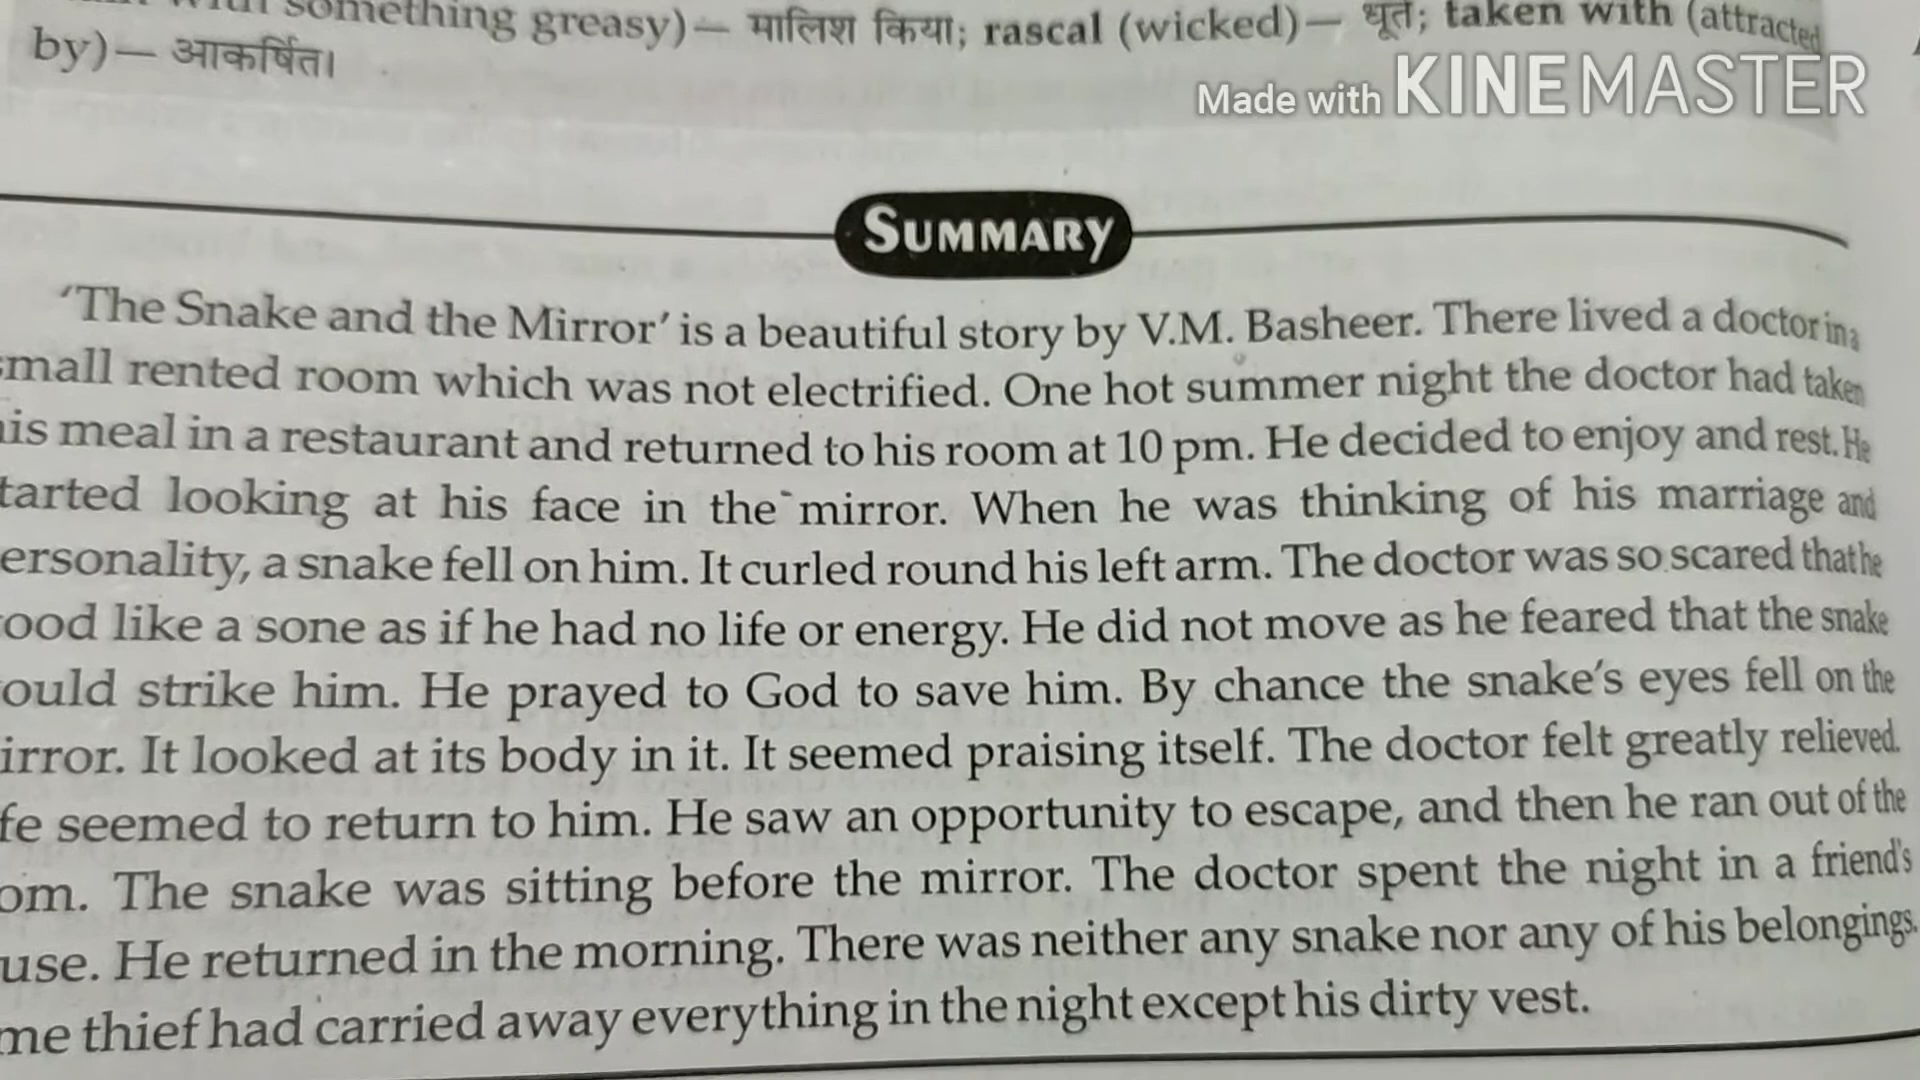 with something greasy)— मालिश किया; rascal (wicked)— धूर्त; taken with (attracted
by)— आकर्षित।
Made with KINEMASTER
SUMMARY
'The Snake and the Mirror' is a beautiful story by V.M. Basheer. There lived a doctor in a
small rented room which was not electrified. One hot summer night the doctor had taken
his meal in a restaurant and returned to his room at 10 pm. He decided to enjoy and rest. He
tarted looking at his face in the mirror. When he was thinking of his marriage and
ersonality, a snake fell on him. It curled round his left arm. The doctor was so scared that he
ood like a sone as if he had no life or energy. He did not move as he feared that the snake
ould strike him. He prayed to God to save him. By chance the snake's eyes fell on the
irror. It looked at its body in it. It seemed praising itself. The doctor felt greatly relieved.
fe seemed to return to him. He saw an opportunity to escape, and then he ran out of the
om. The snake was sitting before the mirror. The doctor spent the night in a friend's
use. He returned in the morning. There was neither any snake nor any of his belongings.
me thief had carried away everything in the night except his dirty vest.